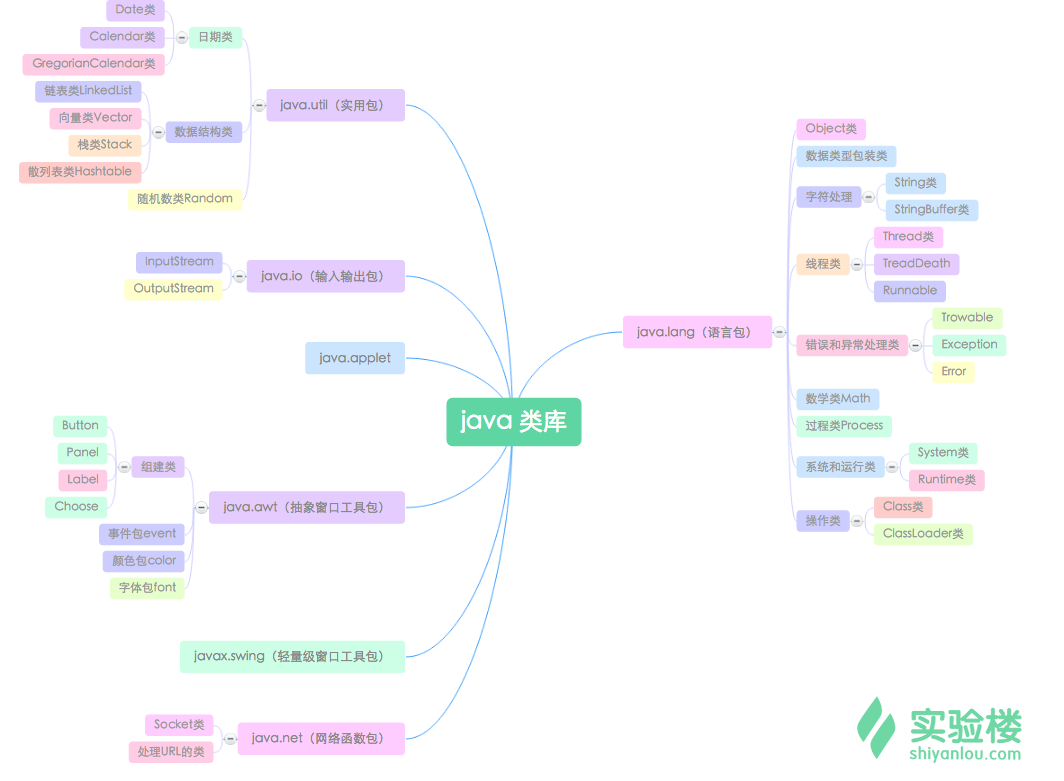 java 类库
java.util（实用包）
日期类
Date类
Calendar类
GregorianCalendar类
数据结构类
链表类LinkedList
向量类Vector
栈类Stack
散列表类Hashtable
随机数类Random
java.io（输入输出包）
InputStream
OutputStream
java.applet
java.awt（抽象窗口工具包）
组建类
Button
Panel
Label
Choose
事件包event
颜色包color
字体包font
javax.swing（轻量级窗口工具包）
java.net（网络函数包）
Socket类
处理URL的类
java.lang（语言包）
Object类
数据类型包装类
字符处理
String类
StringBuffer类
线程类
Thread类
TreadDeath
Runnable
错误和异常处理类
Trowable
Exception
Error
数学类Math
过程类Process
系统和运行类
System类
Runtime类
操作类
Class类
ClassLoader类
实验楼
shiyanlou.com